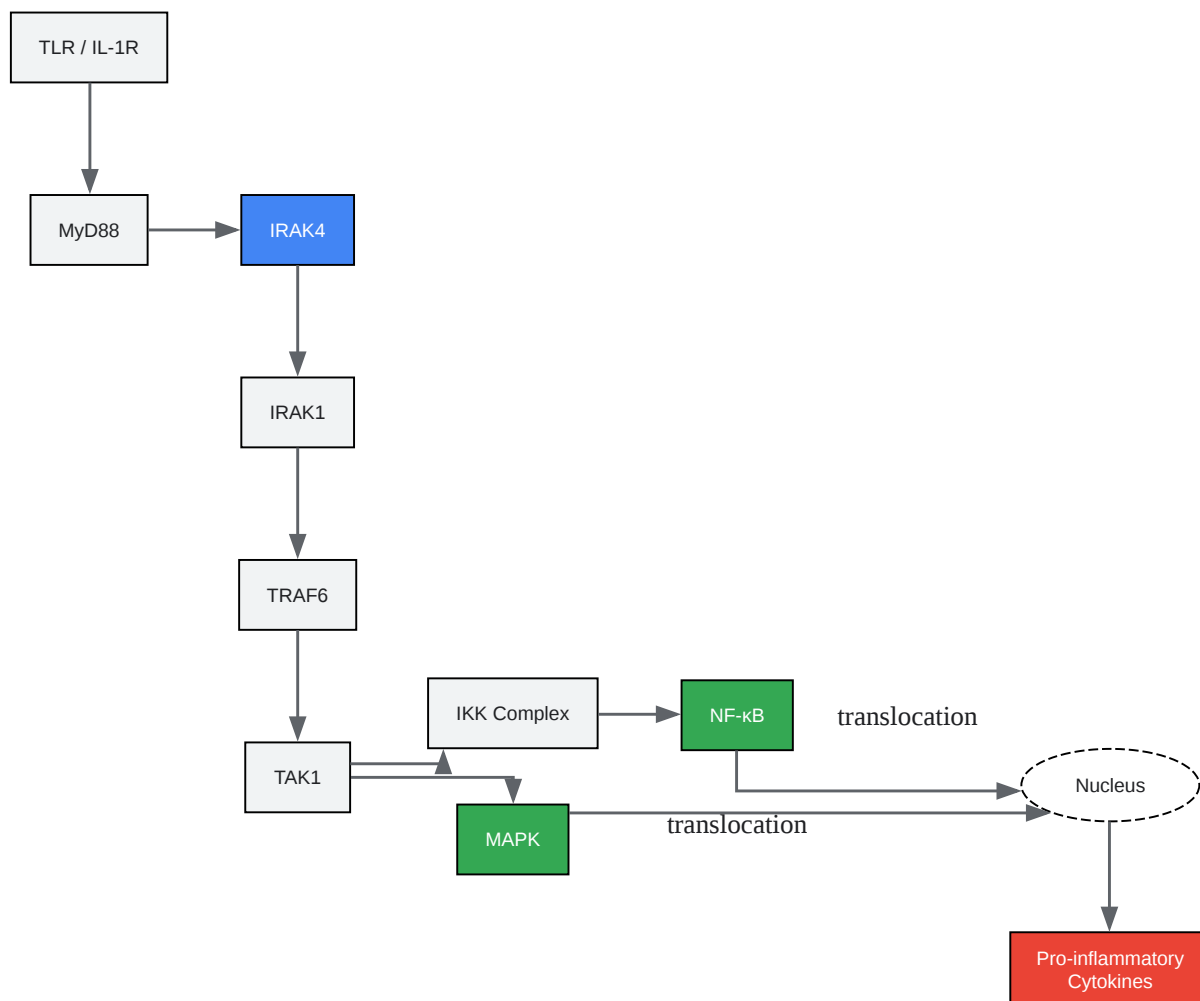 TLR / IL-1R
MyD88
IRAK4
IRAK1
TRAF6
IKK Complex
NF-κB
translocation
TAK1
Nucleus
MAPK
translocation
Pro-inflammatory
Cytokines